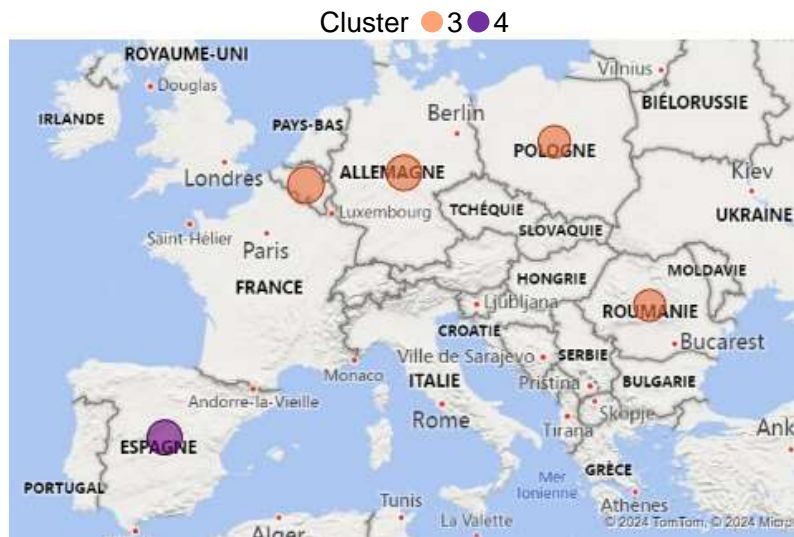 Cluster 3 4
ROYAUME-UNI
Vilnius
Douglas
BIÉLORUSSIE
IRLANDE
PAYS-BAS
Berlin
POLOGNE
Londres
ALLEMAGNE
Kiev
Luxembourg
TCHÉQUIE
UKRAINE
Saint-Hélier
Paris
SLOVAQUIE
FRANCE
HONGRIE
MOLDAVIE
Ljubljana
ROUMANIE
CROATIE
Bucarest
Ville de Sarajevo
SERBIE
Monaco
ITALIE
Pristina
BULGARIE
Andorre-la-Vieille
Rome
Skopje
Tirana
Ank
ESPAGNE
GRÈCE
PORTUGAL
Mer
Ionienne
Athènes
Tunis
Alger
La Valette
© 2024 TomTom, © 2024 Microp